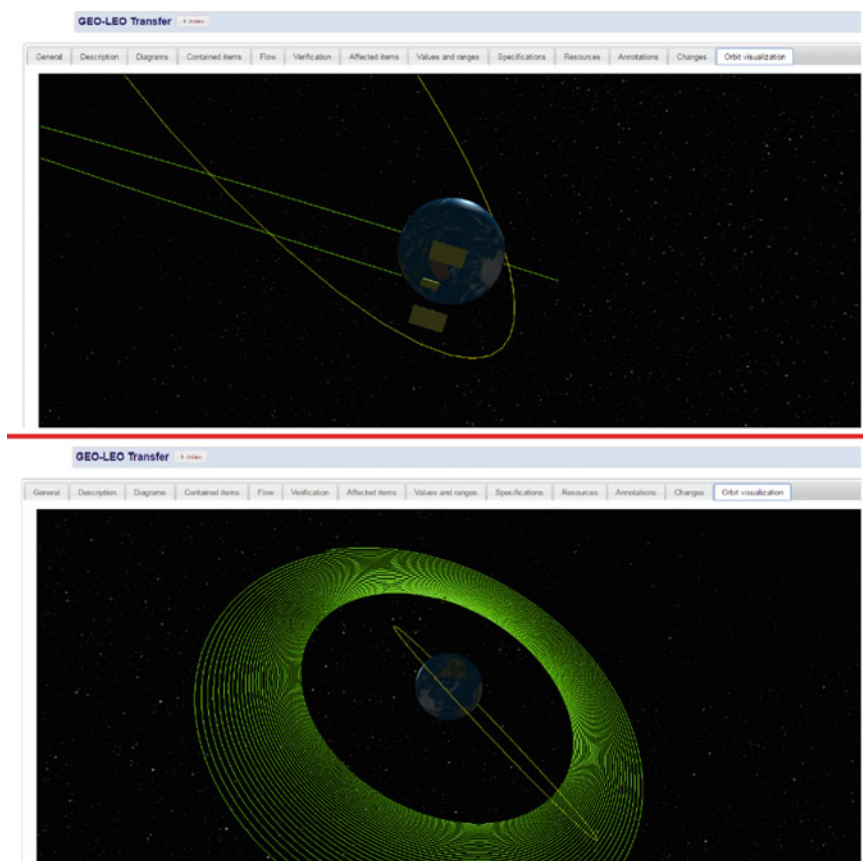 GEO-LEO Transfer
General Description Diagrams Contained items Flow Verification Affected items Values and ranges Specifications Resources Annotations Changes Orbit visualization
GEO-LEO Transfer
General Description Diagrams Contained items Flow Verification Affected items Values and ranges Specifications Resources Annotations Changes Orbit visualization